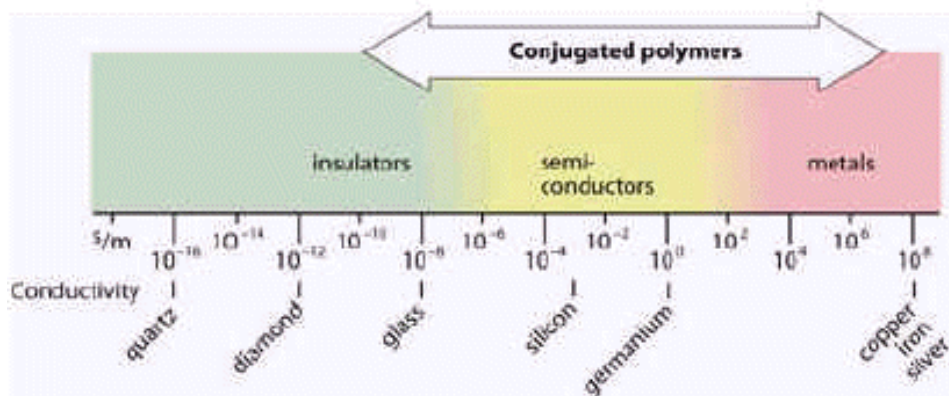 Conjugated polymers
insulators
semi-
conductors
metals
S/m
10⁻¹⁶
10⁻¹⁴
10⁻¹²
10⁻¹⁰
10⁻⁸
10⁻⁶
10⁻⁴
10⁻²
10⁰
10²
10⁴
10⁶
10⁸
Conductivity
quartz
diamond
glass
silicon
germanium
copper
iron
silver